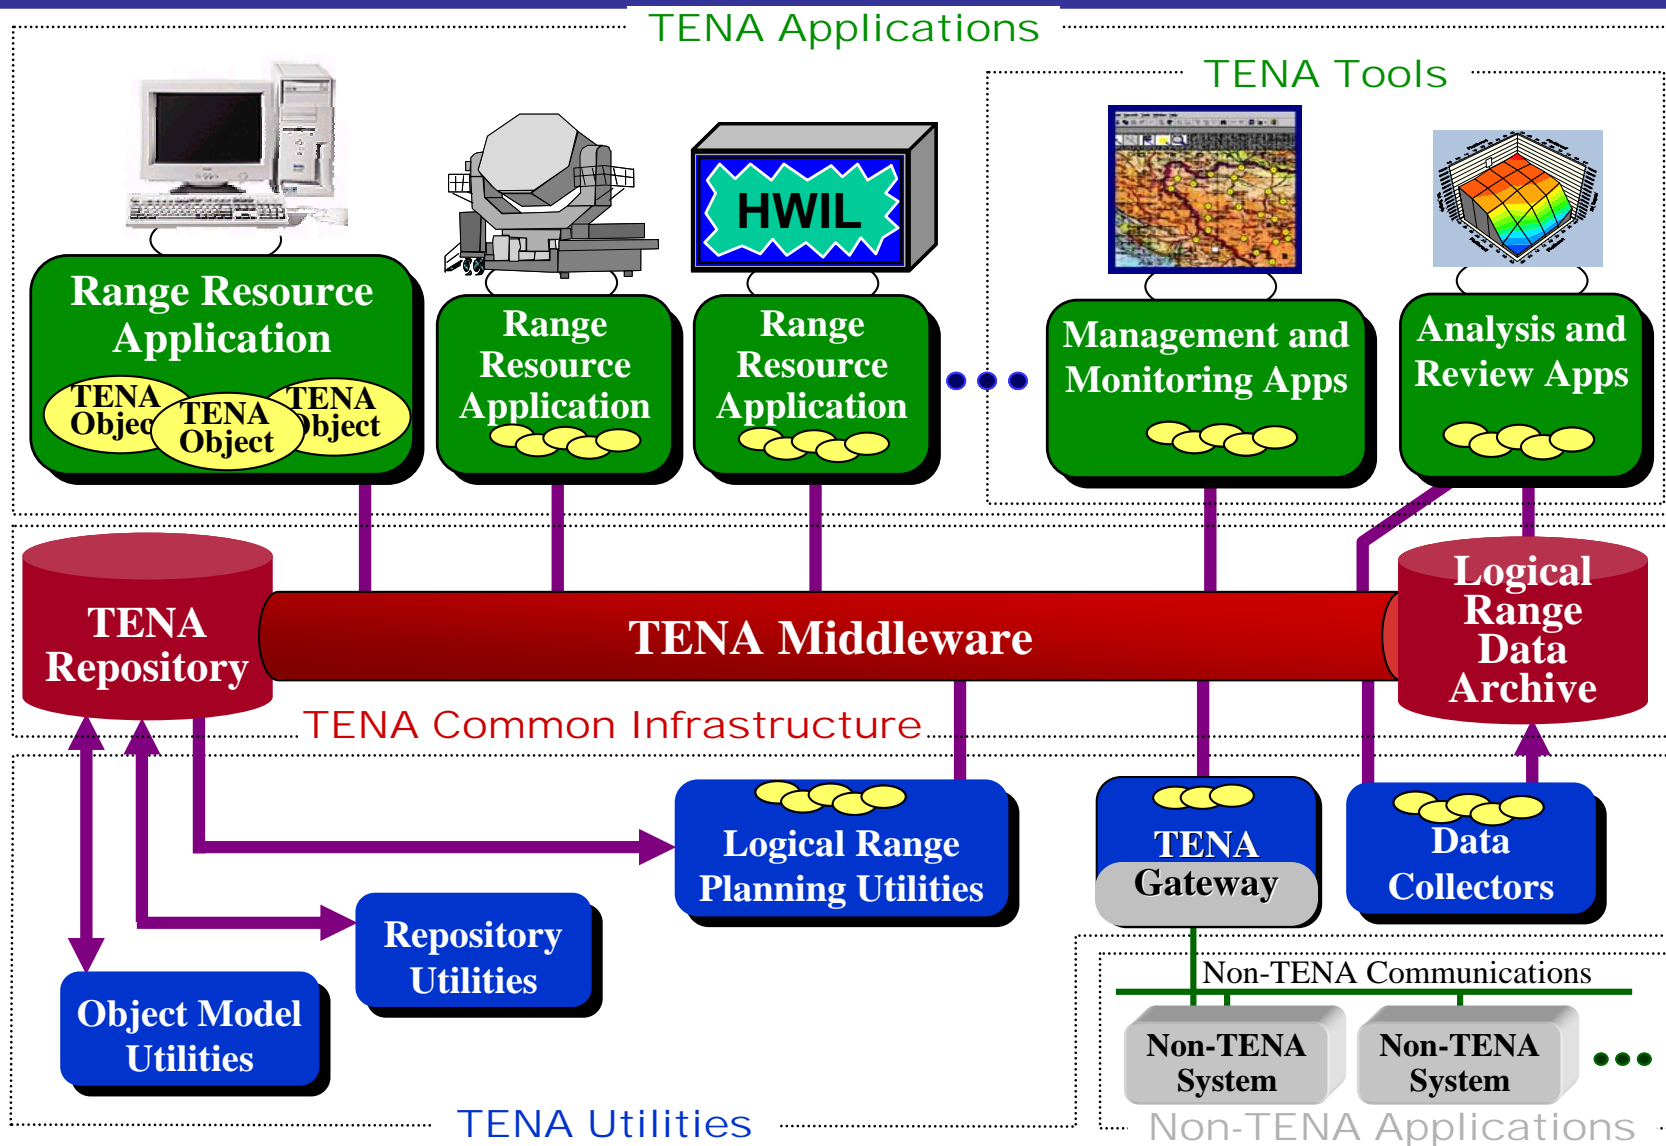 TENA Applications
TENA Tools
HWIL
Range Resource
Application
TENA
Objec
TENA
Object
TENA
Object
Range
Resource
Application
Range
Resource
Application
Management and
Monitoring Apps
Analysis and
Review Apps
TENA
Repository
TENA Middleware
Logical
Range
Data
Archive
TENA Common Infrastructure
Logical Range
Planning Utilities
TENA
Gateway
Data
Collectors
Repository
Utilities
Object Model
Utilities
Non-TENA Communications
Non-TENA
System
Non-TENA
System
TENA Utilities
Non-TENA Applications